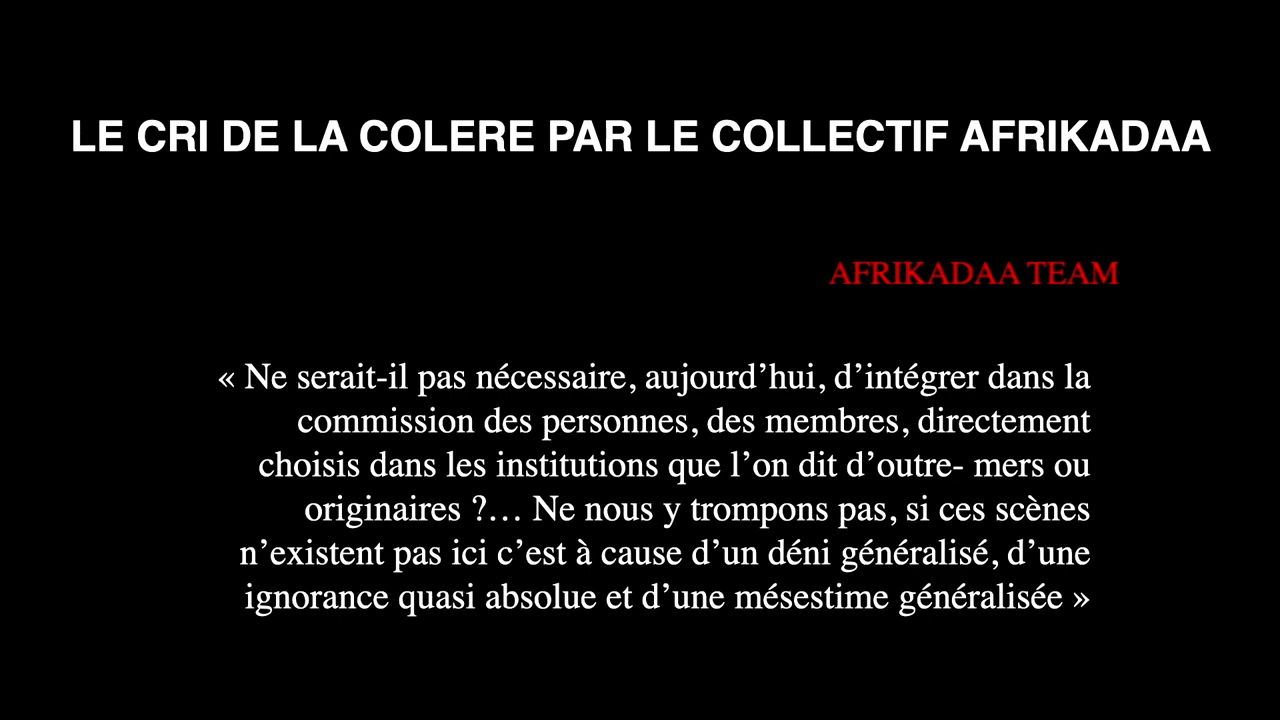 LE CRI DE LA COLERE PAR LE COLLECTIF AFRIKADAA
AFRIKADAA TEAM
« Ne serait-il pas nécessaire, aujourd’hui, d’intégrer dans la
commission des personnes, des membres, directement
choisis dans les institutions que l’on dit d’outre- mers ou
originaires ?… Ne nous y trompons pas, si ces scènes
n’existent pas ici c’est à cause d’un déni généralisé, d’une
ignorance quasi absolue et d’une mésestime généralisée »